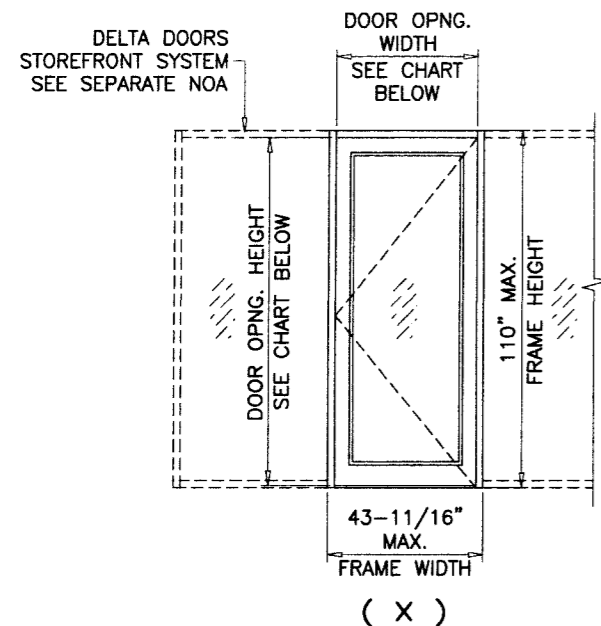 DELTA DOORS
STOREFRONT SYSTEM
SEE SEPARATE NOA
DOOR OPNG.
WIDTH
SEE CHART
BELOW
DOOR OPNG. HEIGHT
SEE CHART BELOW
110" MAX.
FRAME HEIGHT
43-11/16"
MAX.
FRAME WIDTH
( X )